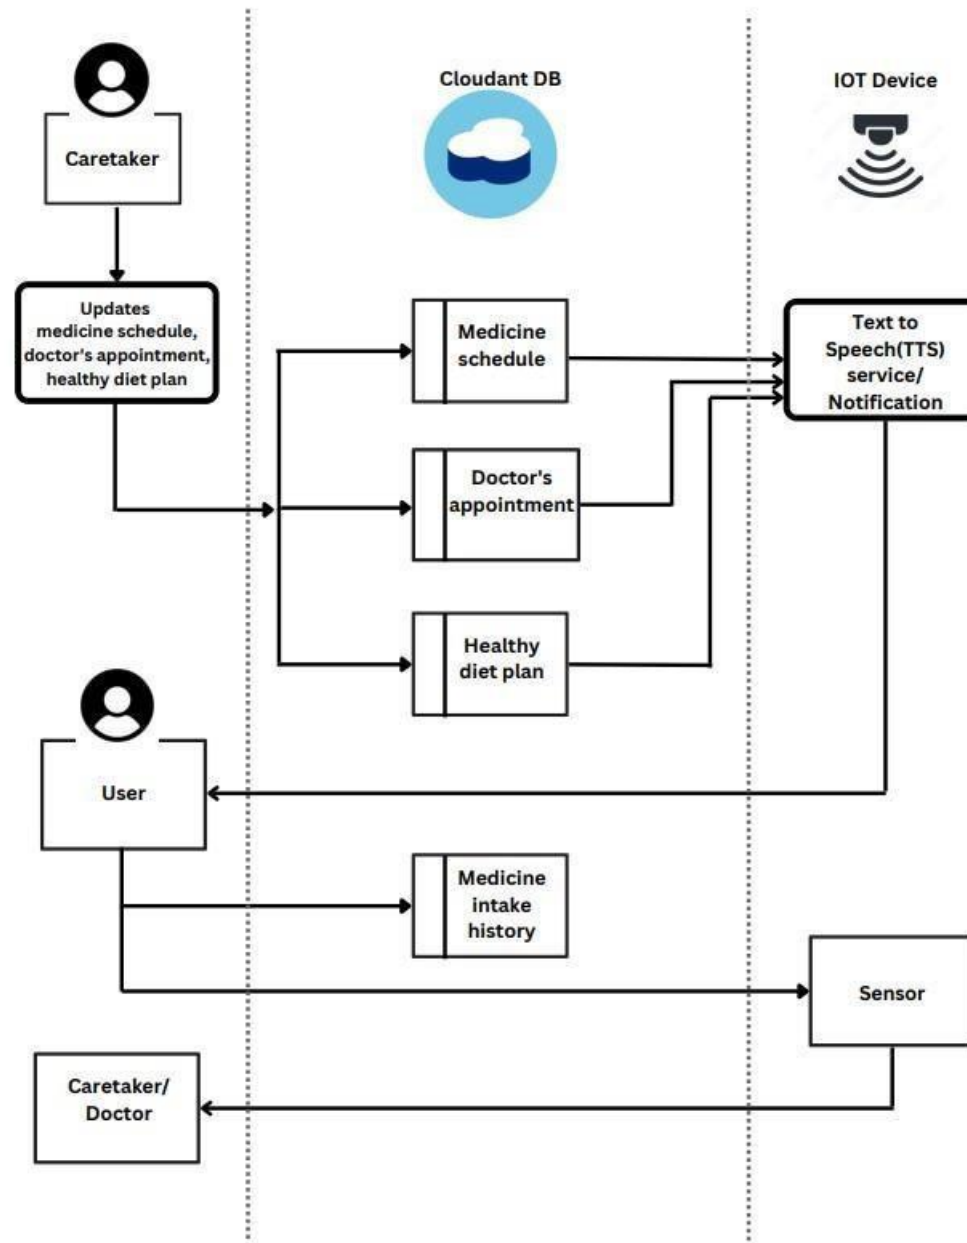 Cloudant DB
IOT Device
Caretaker
Updates
medicine schedule,
doctor's appointment,
healthy diet plan
Medicine
schedule
Text to
Speech(TTS)
service/
Notification
Doctor's
appointment
Healthy
diet plan
User
Medicine
intake
history
Sensor
Caretaker/
Doctor